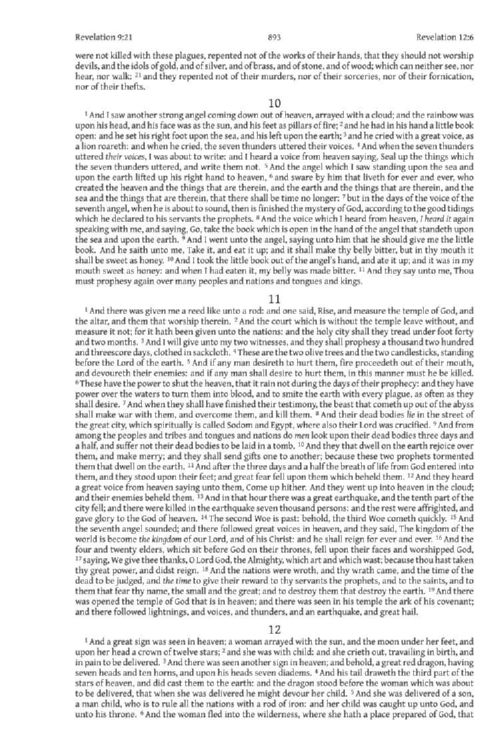 Revelation 9:21 893 Revelation 12:6
were not killed with these plagues, repented not of the works of their hands, that they should not worship
devils, and the idols of gold, and of silver, and of brass, and of stone, and of wood; which can neither see, nor
hear, nor walk: 21 and they repented not of their murders, nor of their sorceries, nor of their fornication,
nor of their thefts.
10
1 And I saw another strong angel coming down out of heaven, arrayed with a cloud; and the rainbow was
upon his head, and his face was as the sun, and his feet as pillars of fire; 2 and he had in his hand a little book
open: and he set his right foot upon the sea, and his left upon the earth; 3 and he cried with a great voice, as
a lion roareth: and when he cried, the seven thunders uttered their voices. 4 And when the seven thunders
uttered their voices, I was about to write: and I heard a voice from heaven saying, Seal up the things which
the seven thunders uttered, and write them not. 5 And the angel which I saw standing upon the sea and
upon the earth lifted up his right hand to heaven, 6 and sware by him that liveth for ever and ever, who
created the heaven and the things that are therein, and the earth and the things that are therein, and the
sea and the things that are therein, that there shall be time no longer: 7 but in the days of the voice of the
seventh angel, when he is about to sound, then is finished the mystery of God, according to the good tidings
which he declared to his servants the prophets. 8 And the voice which I heard from heaven, I heard it again
speaking with me, and saying, Go, take the book which is open in the hand of the angel that standeth upon
the sea and upon the earth. 9 And I went unto the angel, saying unto him that he should give me the little
book. And he saith unto me, Take it, and eat it up; and it shall make thy belly bitter, but in thy mouth it
shall be sweet as honey. 10 And I took the little book out of the angel's hand, and ate it up; and it was in my
mouth sweet as honey: and when I had eaten it, my belly was made bitter. 11 And they say unto me, Thou
must prophesy again over many peoples and nations and tongues and kings.
11
1 And there was given me a reed like unto a rod: and one said, Rise, and measure the temple of God, and
the altar, and them that worship therein. 2 And the court which is without the temple leave without, and
measure it not; for it hath been given unto the nations: and the holy city shall they tread under foot forty
and two months. 3 And I will give unto my two witnesses, and they shall prophesy a thousand two hundred
and threescore days, clothed in sackcloth. 4 These are the two olive trees and the two candlesticks, standing
before the Lord of the earth. 5 And if any man desireth to hurt them, fire proceedeth out of their mouth,
and devoureth their enemies: and if any man shall desire to hurt them, in this manner must he be killed.
6 These have the power to shut the heaven, that it rain not during the days of their prophecy: and they have
power over the waters to turn them into blood, and to smite the earth with every plague, as often as they
shall desire. 7 And when they shall have finished their testimony, the beast that cometh up out of the abyss
shall make war with them, and overcome them, and kill them. 8 And their dead bodies lie in the street of
the great city, which spiritually is called Sodom and Egypt, where also their Lord was crucified. 9 And from
among the peoples and tribes and tongues and nations do men look upon their dead bodies three days and
a half, and suffer not their dead bodies to be laid in a tomb. 10 And they that dwell on the earth rejoice over
them, and make merry; and they shall send gifts one to another; because these two prophets tormented
them that dwell on the earth. 11 And after the three days and a half the breath of life from God entered into
them, and they stood upon their feet; and great fear fell upon them which beheld them. 12 And they heard
a great voice from heaven saying unto them, Come up hither. And they went up into heaven in the cloud;
and their enemies beheld them. 13 And in that hour there was a great earthquake, and the tenth part of the
city fell; and there were killed in the earthquake seven thousand persons: and the rest were affrighted, and
gave glory to the God of heaven. 14 The second Woe is past: behold, the third Woe cometh quickly. 15 And
the seventh angel sounded; and there followed great voices in heaven, and they said, The kingdom of the
world is become the kingdom of our Lord, and of his Christ: and he shall reign for ever and ever. 16 And the
four and twenty elders, which sit before God on their thrones, fell upon their faces and worshipped God,
17 saying, We give thee thanks, O Lord God, the Almighty, which art and which wast; because thou hast taken
thy great power, and didst reign. 18 And the nations were wroth, and thy wrath came, and the time of the
dead to be judged, and the time to give their reward to thy servants the prophets, and to the saints, and to
them that fear thy name, the small and the great; and to destroy them that destroy the earth. 19 And there
was opened the temple of God that is in heaven; and there was seen in his temple the ark of his covenant;
and there followed lightnings, and voices, and thunders, and an earthquake, and great hail.
12
1 And a great sign was seen in heaven; a woman arrayed with the sun, and the moon under her feet, and
upon her head a crown of twelve stars; 2 and she was with child: and she crieth out, travailing in birth, and
in pain to be delivered. 3 And there was seen another sign in heaven; and behold, a great red dragon, having
seven heads and ten horns, and upon his heads seven diadems. 4 And his tail draweth the third part of the
stars of heaven, and did cast them to the earth: and the dragon stood before the woman which was about
to be delivered, that when she was delivered he might devour her child. 5 And she was delivered of a son,
a man child, who is to rule all the nations with a rod of iron: and her child was caught up unto God, and
unto his throne. 6 And the woman fled into the wilderness, where she hath a place prepared of God, that